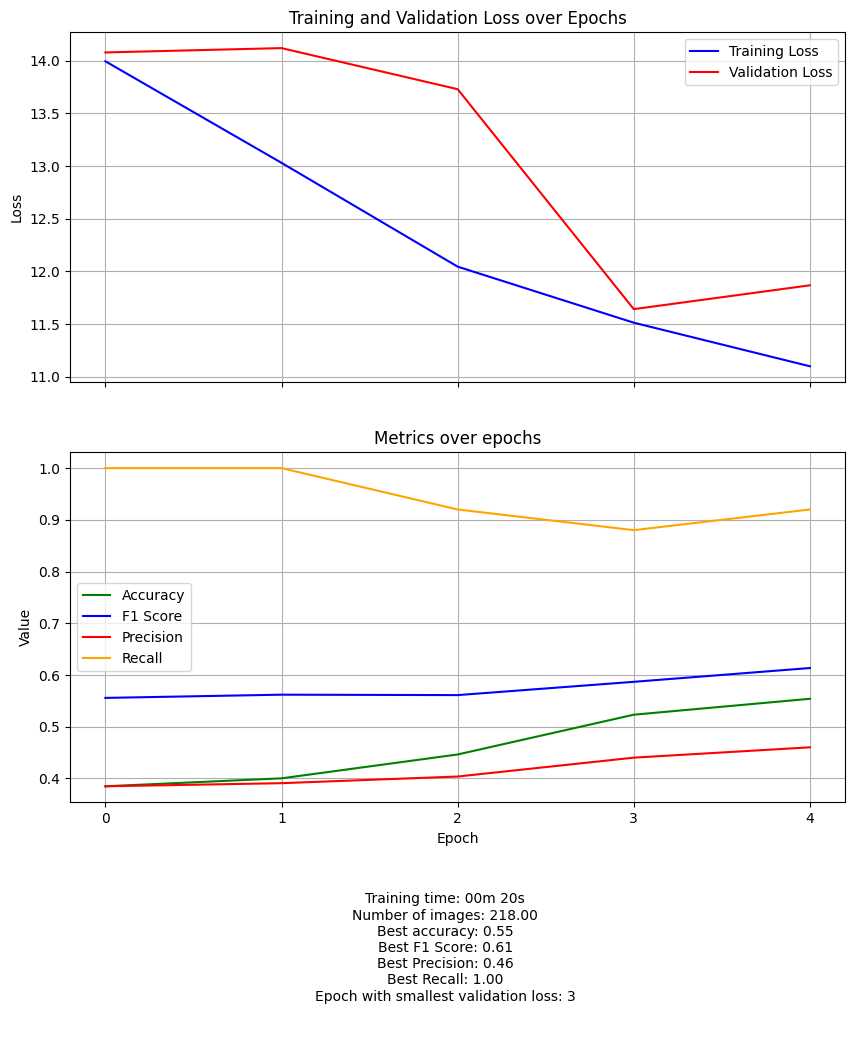 Training and Validation Loss over Epochs
14.0
13.5
13.0
12.5
12.0
11.5
11.0
Loss
Training Loss
Validation Loss
Metrics over epochs
1.0
0.9
0.8
0.7
0.6
0.5
0.4
Value
Accuracy
F1 Score
Precision
Recall
0 1 2 3 4
Epoch
Training time: 00m 20s
Number of images: 218.00
Best accuracy: 0.55
Best F1 Score: 0.61
Best Precision: 0.46
Best Recall: 1.00
Epoch with smallest validation loss: 3